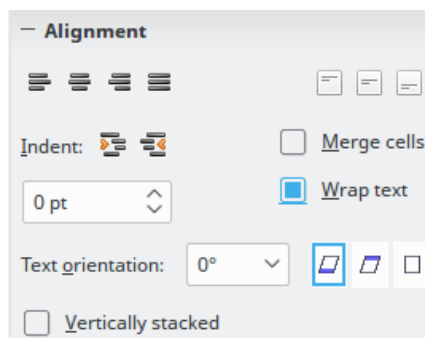 Alignment
Indent:
Merge cells
0 pt
Wrap text
Text orientation:
0°
Vertically stacked